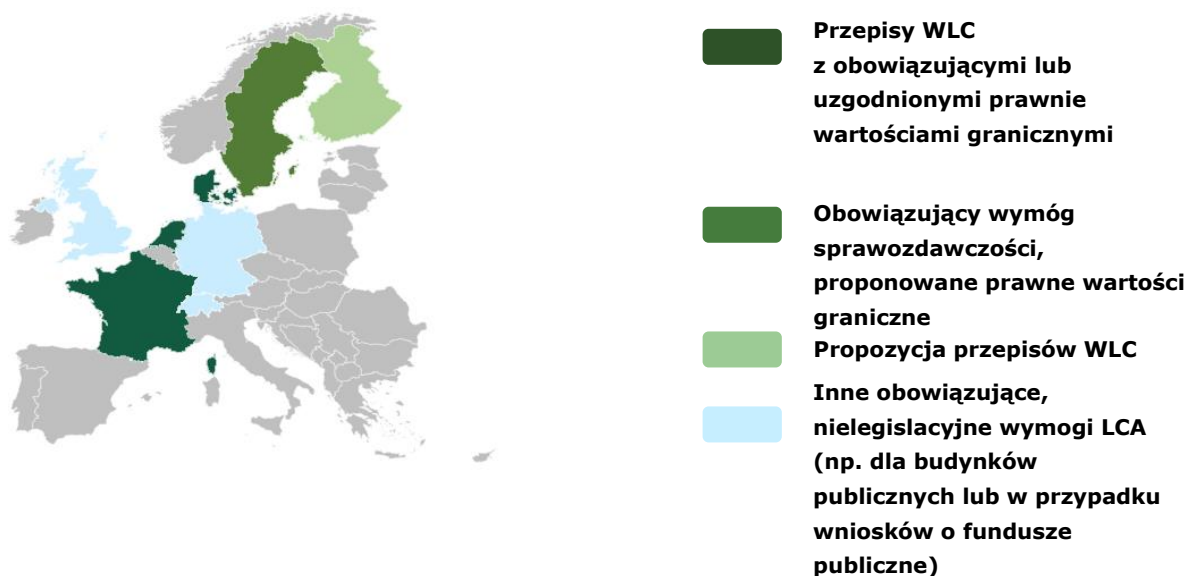 Przepisy WLC
z obowiązującymi lub
uzgodnionymi prawnie
wartościami granicznymi
Obowiązujący wymóg
sprawozdawczości,
proponowane prawne wartości
graniczne
Propozycja przepisów WLC
Inne obowiązujące,
nielegislacyjne wymogi LCA
(np. dla budynków
publicznych lub w przypadku
wniosków o fundusze
publiczne)